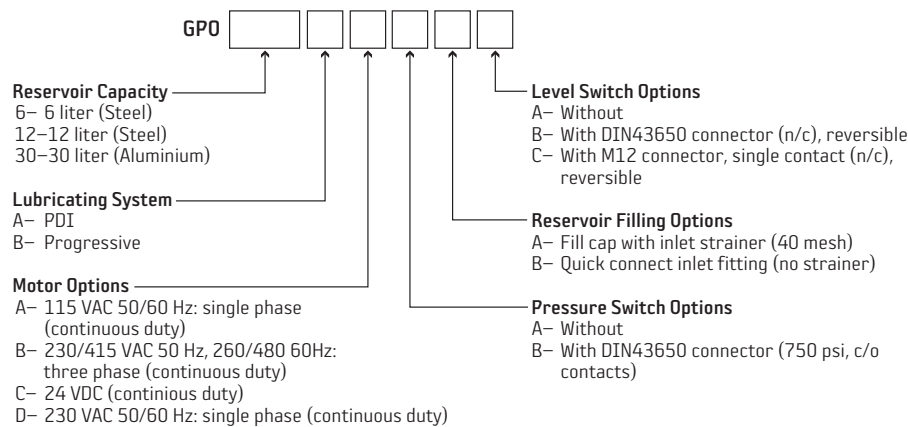 GPO
Reservoir Capacity
6– 6 liter (Steel)
12–12 liter (Steel)
30–30 liter (Aluminium)
Lubricating System
A– PDI
B– Progressive
Motor Options
A– 115 VAC 50/60 Hz: single phase
(continuous duty)
B– 230/415 VAC 50 Hz, 260/480 60Hz:
three phase (continuous duty)
C– 24 VDC (continious duty)
D– 230 VAC 50/60 Hz: single phase (continuous duty)
Level Switch Options
A– Without
B– With DIN43650 connector (n/c), reversible
C– With M12 connector, single contact (n/c),
reversible
Reservoir Filling Options
A– Fill cap with inlet strainer (40 mesh)
B– Quick connect inlet fitting (no strainer)
Pressure Switch Options
A– Without
B– With DIN43650 connector (750 psi, c/o
contacts)